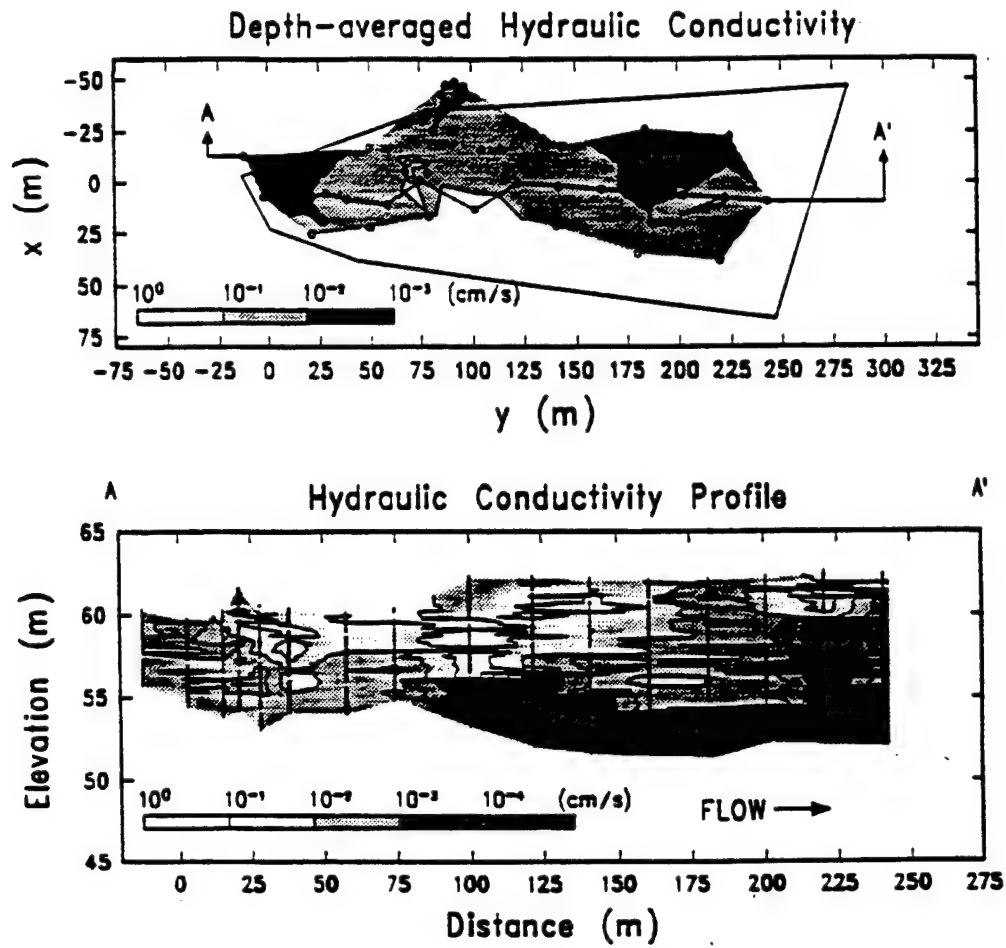 Depth-averaged Hydraulic Conductivity
-50
-25
0
25
50
75
x (m)
A
A'
10⁰ 10⁻¹ 10⁻² 10⁻³ (cm/s)
-75 -50 -25 0 25 50 75 100 125 150 175 200 225 250 275 300 325
y (m)
A
Hydraulic Conductivity Profile
A'
65
60
55
50
45
Elevation (m)
10⁰ 10⁻¹ 10⁻² 10⁻³ 10⁻⁴ (cm/s)
FLOW
0 25 50 75 100 125 150 175 200 225 250 275
Distance (m)